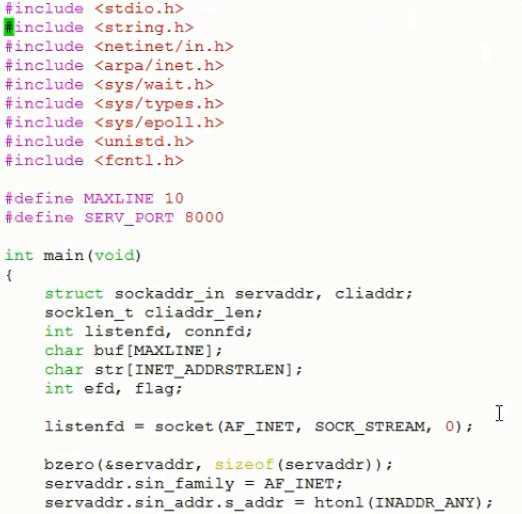 #include <stdio.h>
#include <string.h>
#include <netinet/in.h>
#include <arpa/inet.h>
#include <sys/wait.h>
#include <sys/types.h>
#include <sys/epoll.h>
#include <unistd.h>
#include <fcntl.h>

#define MAXLINE 10
#define SERV_PORT 8000

int main(void)
{
    struct sockaddr_in servaddr, cliaddr;
    socklen_t cliaddr_len;
    int listenfd, connfd;
    char buf[MAXLINE];
    char str[INET_ADDRSTRLEN];
    int efd, flag;

    listenfd = socket(AF_INET, SOCK_STREAM, 0);

    bzero(&servaddr, sizeof(servaddr));
    servaddr.sin_family = AF_INET;
    servaddr.sin_addr.s_addr = htonl(INADDR_ANY);